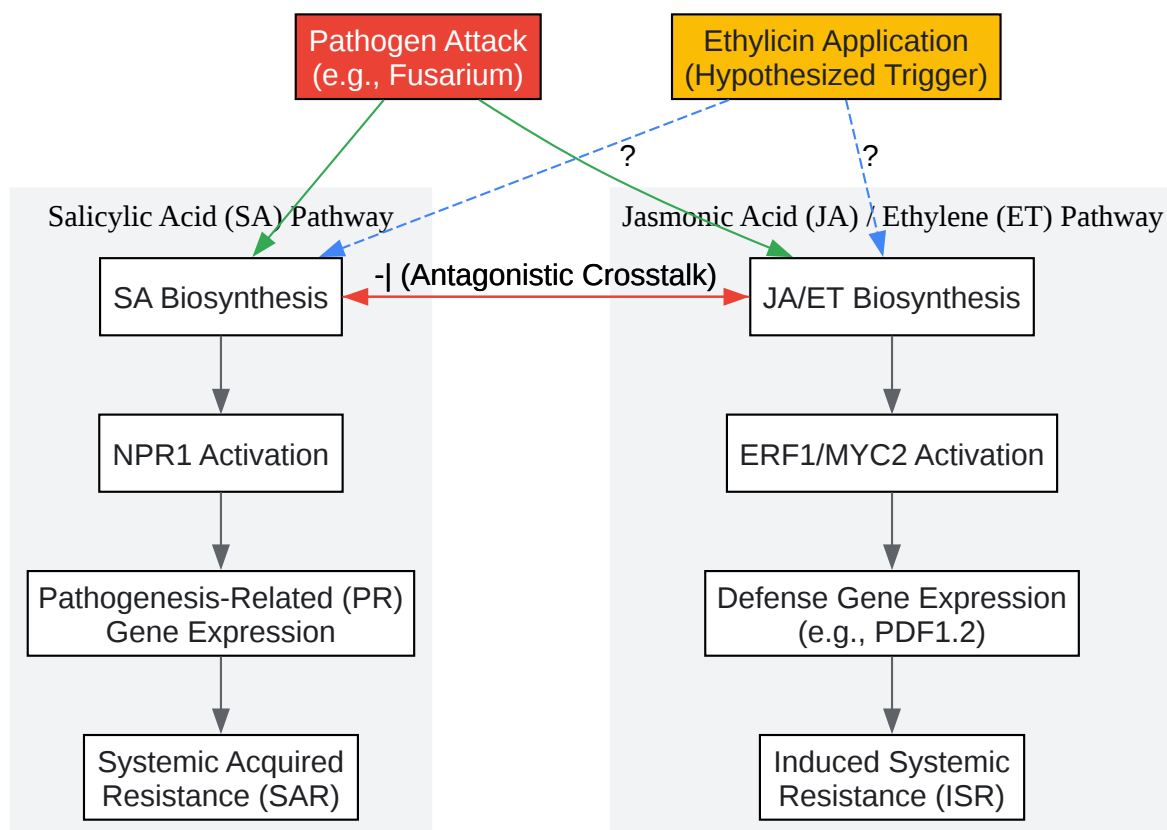 Pathogen Attack
(e.g., Fusarium)
Ethylicin Application
(Hypothesized Trigger)
?
?
Salicylic Acid (SA) Pathway
Jasmonic Acid (JA) / Ethylene (ET) Pathway
-| (Antagonistic Crosstalk)
SA Biosynthesis
JA/ET Biosynthesis
NPR1 Activation
ERF1/MYC2 Activation
Pathogenesis-Related (PR)
Gene Expression
Defense Gene Expression
(e.g., PDF1.2)
Systemic Acquired
Resistance (SAR)
Induced Systemic
Resistance (ISR)